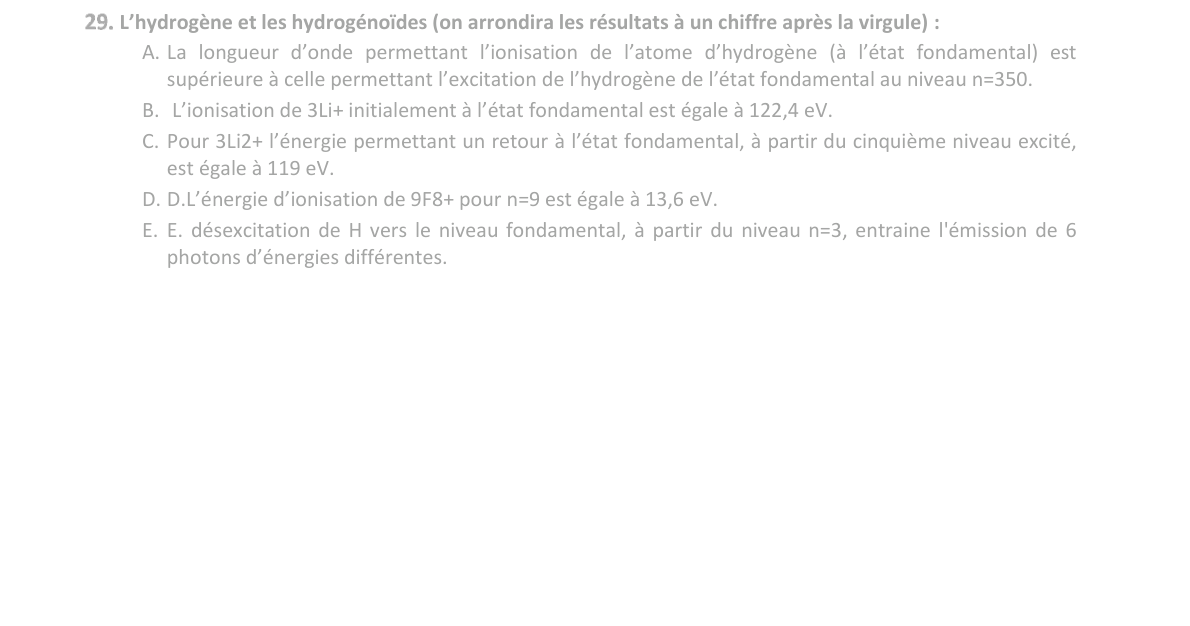 29. L’hydrogène et les hydrogénoïdes (on arrondira les résultats à un chiffre après la virgule) :
A. La longueur d’onde permettant l’ionisation de l’atome d’hydrogène (à l’état fondamental) est
supérieure à celle permettant l’excitation de l’hydrogène de l’état fondamental au niveau n=350.
B. L’ionisation de 3Li+ initialement à l’état fondamental est égale à 122,4 eV.
C. Pour 3Li2+ l’énergie permettant un retour à l’état fondamental, à partir du cinquième niveau excité,
est égale à 119 eV.
D. D.L’énergie d’ionisation de 9F8+ pour n=9 est égale à 13,6 eV.
E. E. désexcitation de H vers le niveau fondamental, à partir du niveau n=3, entraine l'émission de 6
photons d’énergies différentes.